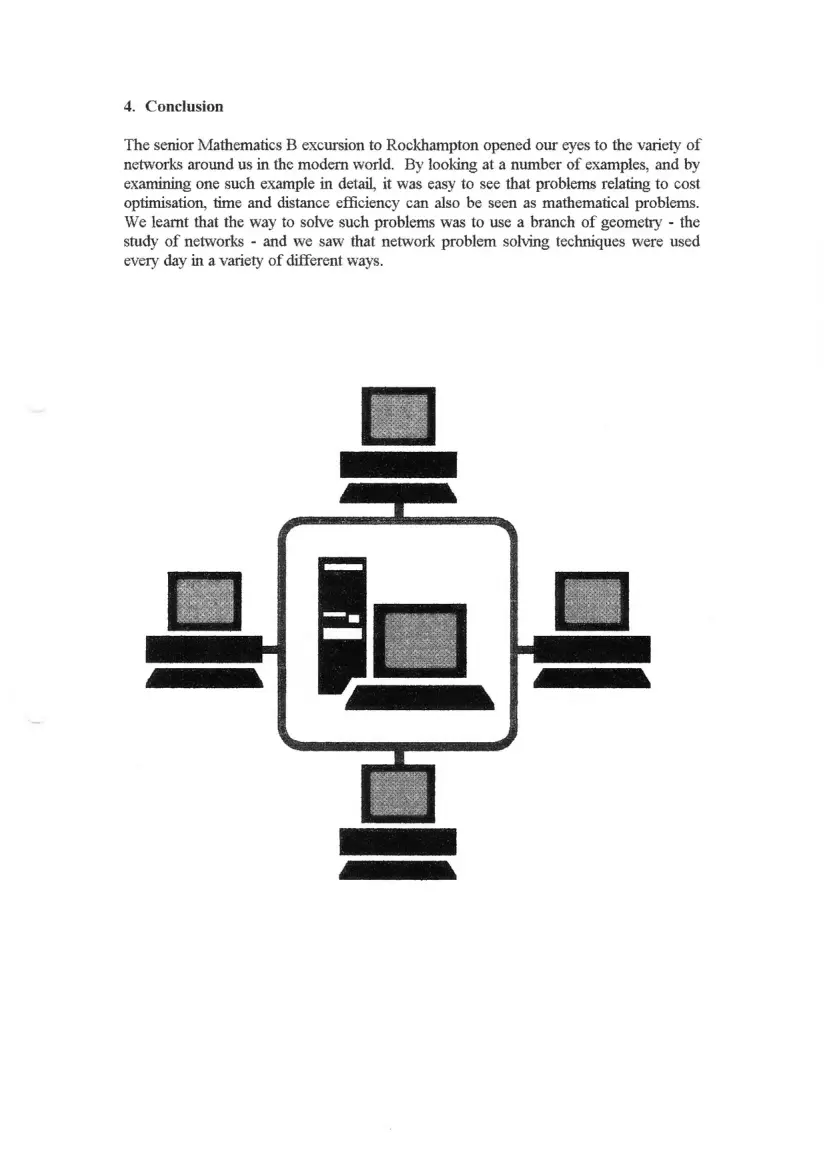 4. Conclusion
The senior Mathematics B excursion to Rockhampton opened our eyes to the variety of
networks around us in the modern world. By looking at a number of examples, and by
examining one such example in detail, it was easy to see that problems relating to cost
optimisation, time and distance efficiency can also be seen as mathematical problems.
We learnt that the way to solve such problems was to use a branch of geometry - the
study of networks - and we saw that network problem solving techniques were used
every day in a variety of different ways.